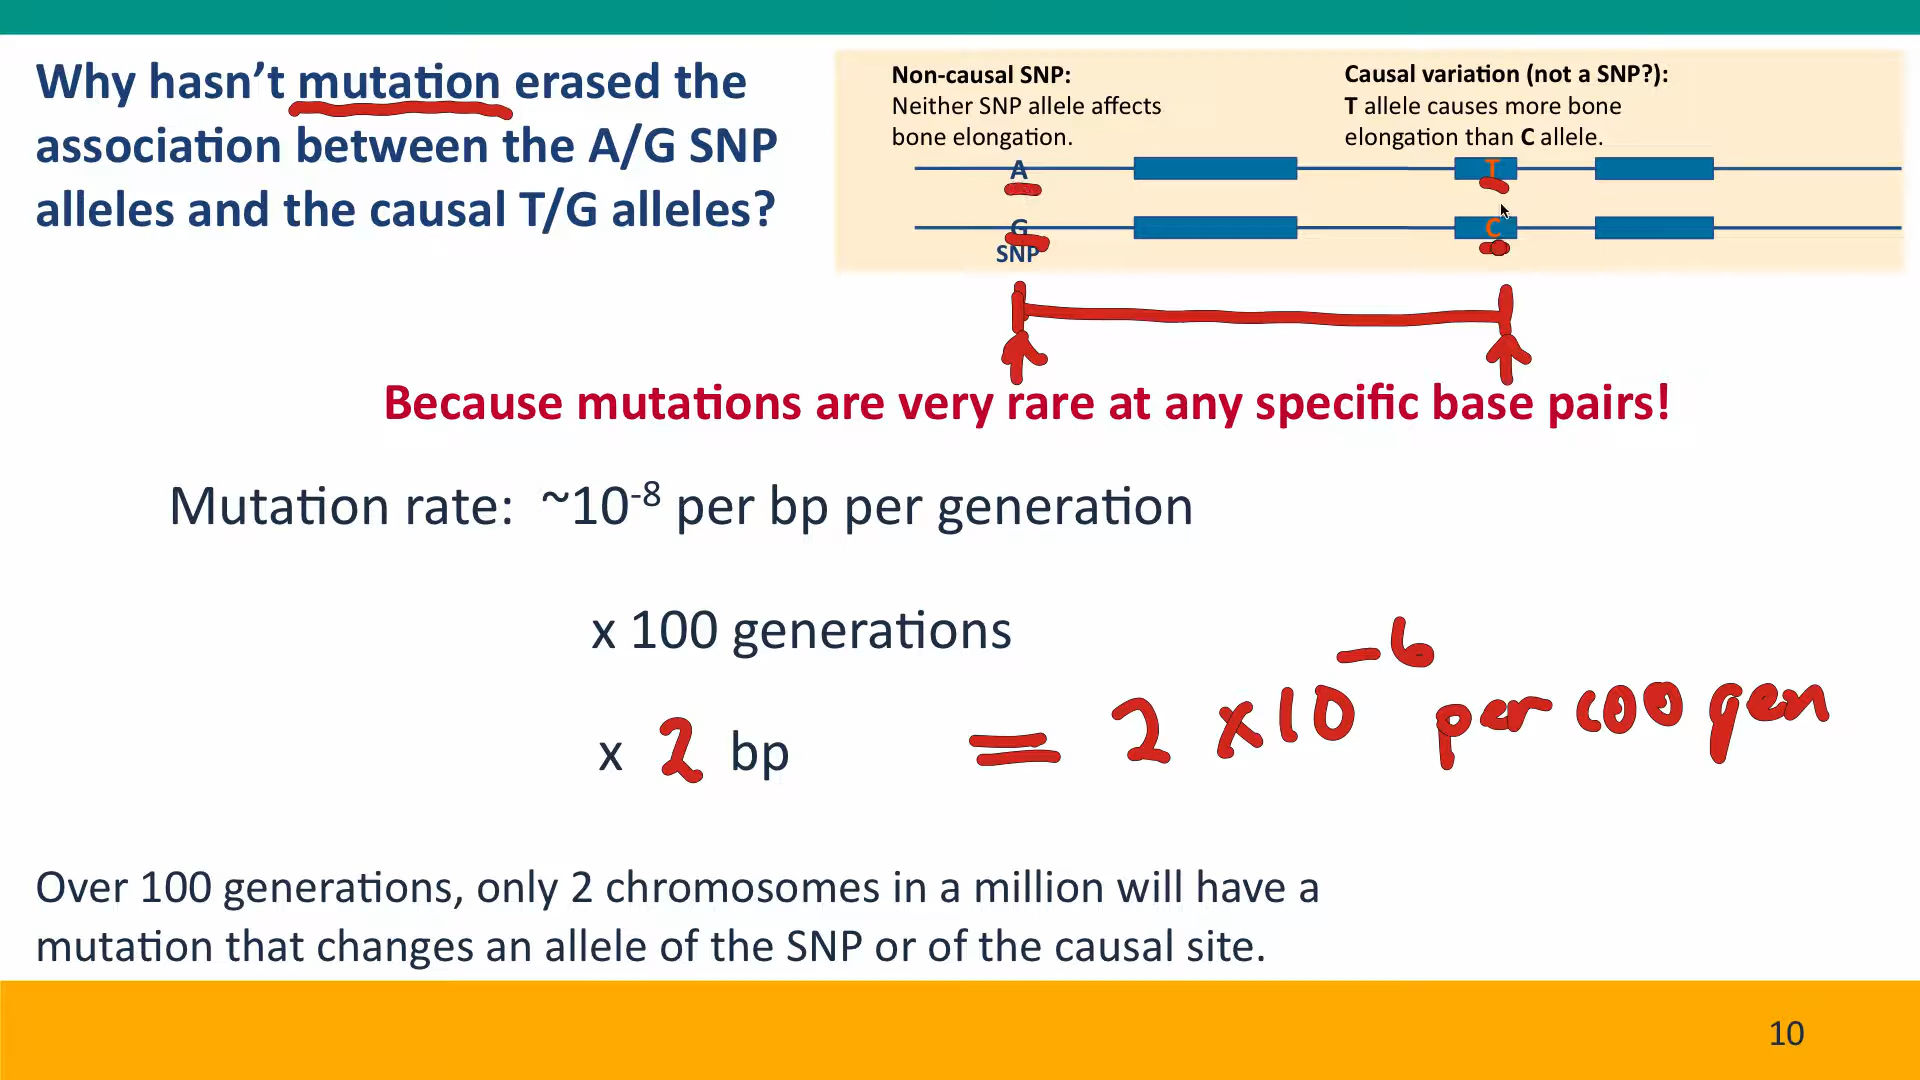 Why hasn't mutation erased the
association between the A/G SNP
alleles and the causal T/G alleles?
Non-causal SNP:
Neither SNP allele affects
bone elongation.
Causal variation (not a SNP?):
T allele causes more bone
elongation than C allele.
A T
G C
SNP
Because mutations are very rare at any specific base pairs!
Mutation rate: ~10⁻⁸ per bp per generation
x 100 generations
x 2 bp = 2 x 10⁻⁶ per 100 gen
Over 100 generations, only 2 chromosomes in a million will have a
mutation that changes an allele of the SNP or of the causal site.
10